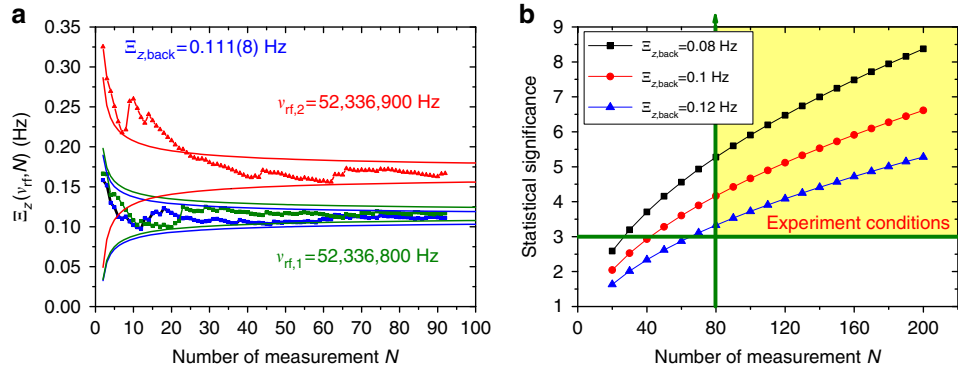 a
Ξz,back=0.111(8) Hz
νrf,2=52,336,900 Hz
νrf,1=52,336,800 Hz
Ξz(νrf,N) (Hz)
0.35
0.30
0.25
0.20
0.15
0.10
0.05
0.00
0 10 20 30 40 50 60 70 80 90 100
Number of measurement N
b
Ξz,back=0.08 Hz
Ξz,back=0.1 Hz
Ξz,back=0.12 Hz
Experiment conditions
Statistical significance
9
8
7
6
5
4
3
2
1
0 40 80 120 160 200
Number of measurement N